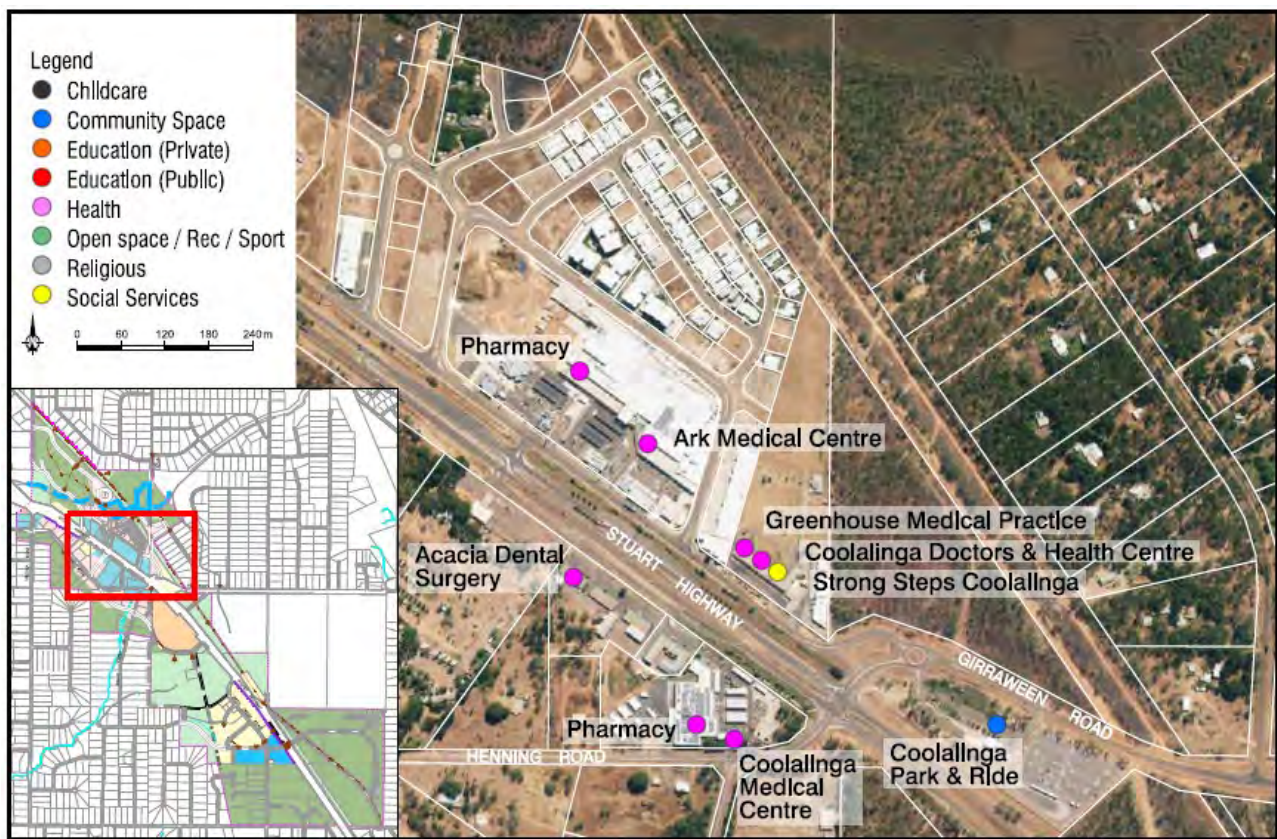 Legend
Childcare
Community Space
Education (Private)
Education (Public)
Health
Open space / Rec / Sport
Religious
Social Services
0 60 120 180 240 m
Pharmacy
Ark Medical Centre
Greenhouse Medical Practice
Coolalinga Doctors & Health Centre
Strong Steps Coolalinga
Acacia Dental
Surgery
STUART HIGHWAY
GIRRAWEEN ROAD
Pharmacy
HENNING ROAD
Coolalinga
Medical
Centre
Coolalinga
Park & Ride